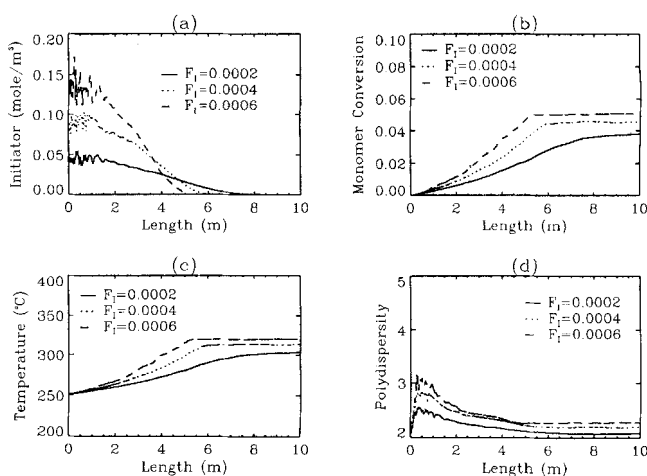 (a)
Initiator (mole/m³)
0.20
0.15
0.10
0.05
0.00
F_I=0.0002
F_I=0.0004
F_I=0.0006
0 2 4 6 8 10
Length (m)
(b)
Monomer Conversion
0.10
0.08
0.06
0.04
0.02
0.00
F_I=0.0002
F_I=0.0004
F_I=0.0006
0 2 4 6 8 10
Length (m)
(c)
Temperature (°C)
400
350
300
250
200
F_I=0.0002
F_I=0.0004
F_I=0.0006
0 2 4 6 8 10
Length (m)
(d)
Polydispersity
5
4
3
2
F_I=0.0002
F_I=0.0004
F_I=0.0006
0 2 4 6 8 10
Length (m)